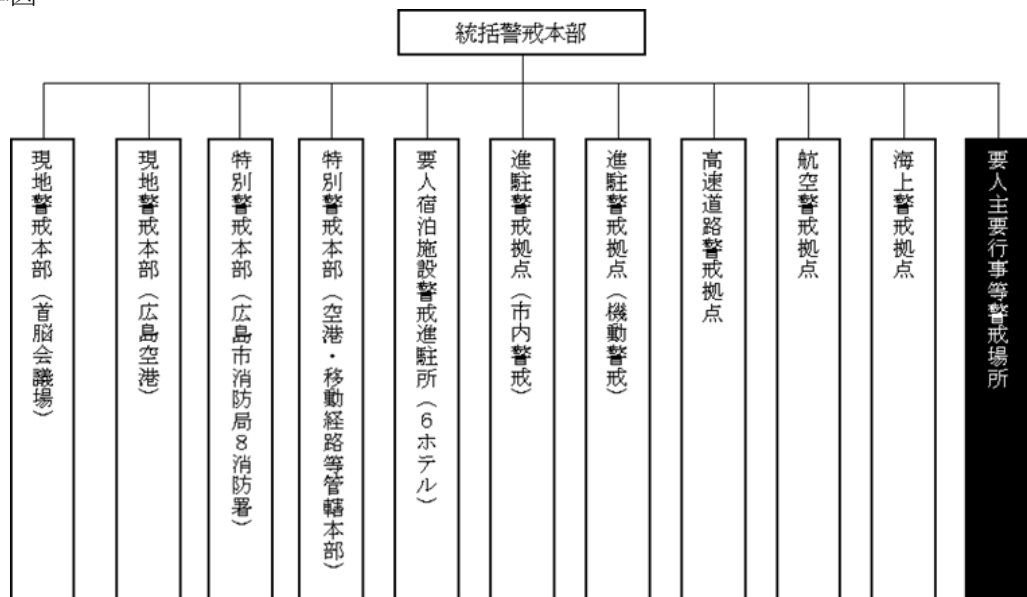 統括警戒本部
現地警戒本部（首脳会議場）
現地警戒本部（広島空港）
特別警戒本部（広島市消防局８消防署）
特別警戒本部（空港・移動経路等管轄本部）
要人宿泊施設警戒進駐所（６ホテル）
進駐警戒拠点（市内警戒）
進駐警戒拠点（機動警戒）
高速道路警戒拠点
航空警戒拠点
海上警戒拠点
要人主要行事等警戒場所